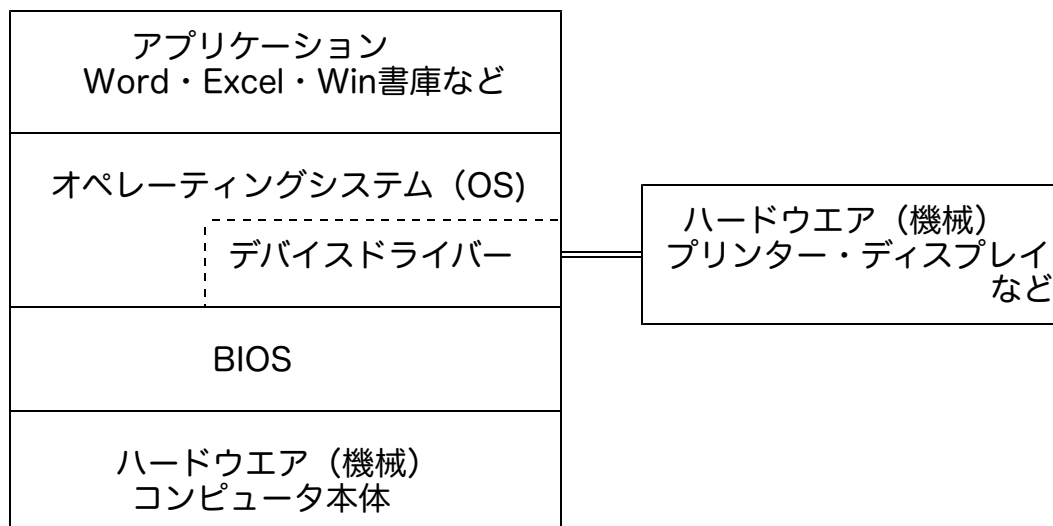 アプリケーション
Word・Excel・Win書庫など
オペレーティングシステム（OS)
デバイスドライバー
ハードウエア（機械）
プリンター・ディスプレイ
など
BIOS
ハードウエア（機械）
コンピュータ本体